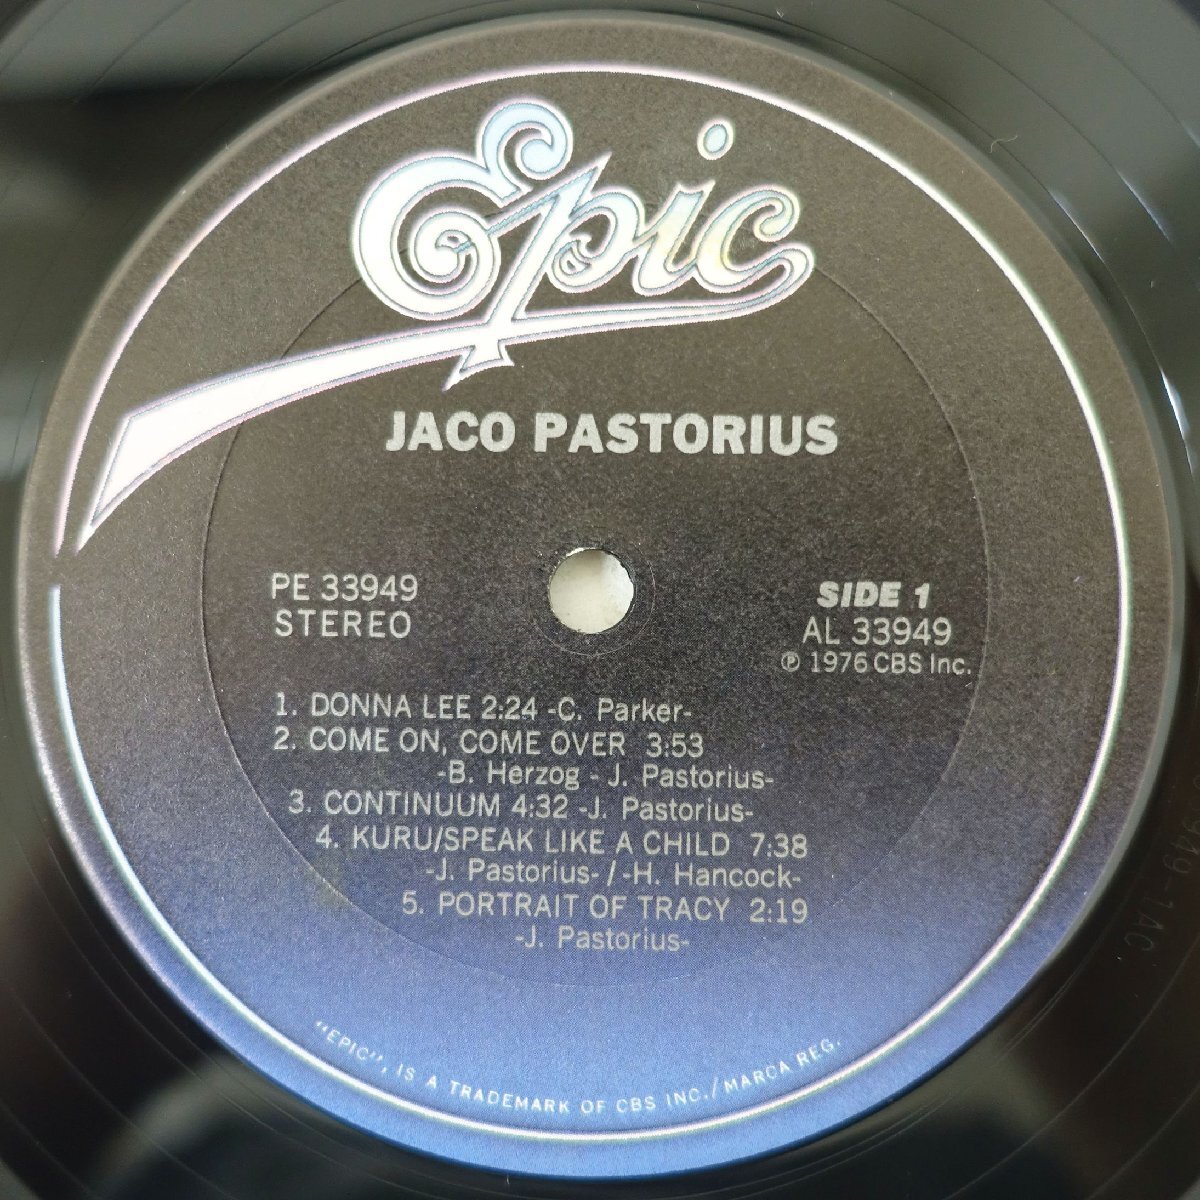 Epic
JACO PASTORIUS
PE 33949
STEREO
SIDE 1
AL 33949
℗ 1976 CBS Inc.
1. DONNA LEE 2:24 -C. Parker-
2. COME ON, COME OVER 3:53
-B. Herzog - J. Pastorius-
3. CONTINUUM 4:32 -J. Pastorius-
4. KURU/SPEAK LIKE A CHILD 7:38
-J. Pastorius- / -H. Hancock-
5. PORTRAIT OF TRACY 2:19
-J. Pastorius-
"EPIC", IS A TRADEMARK OF CBS INC./MARCA REG.